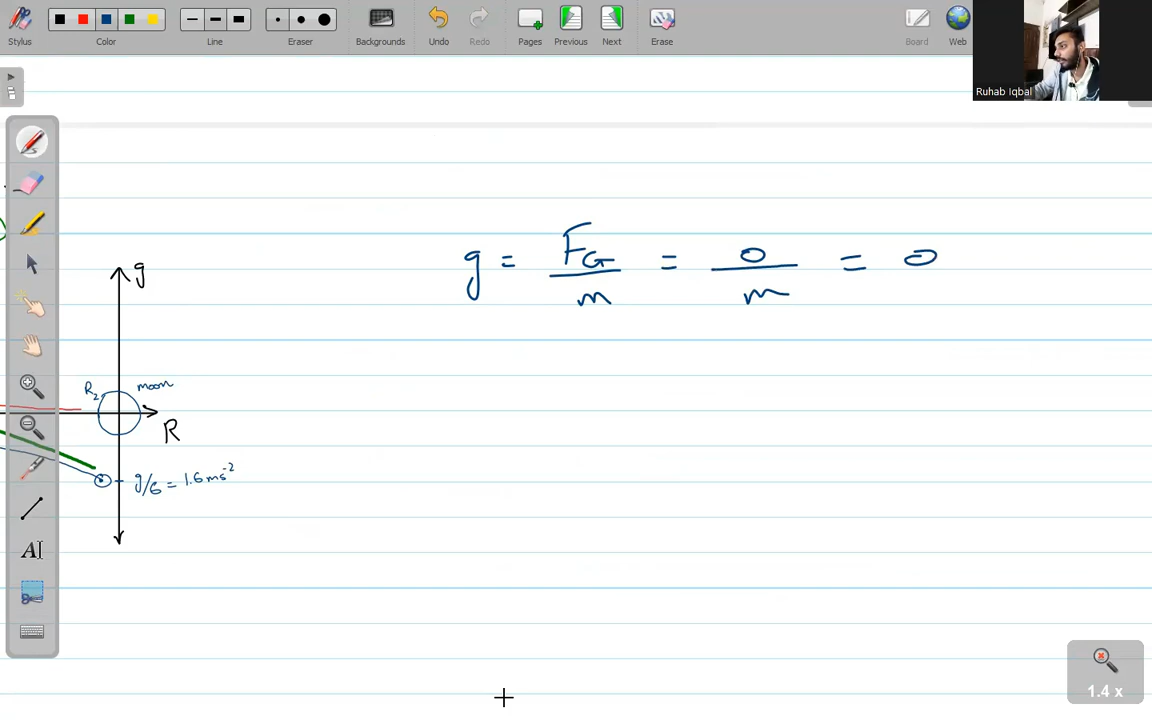 Stylus Color Line Eraser Backgrounds Undo Redo Pages Previous Next Erase Board Web
Ruhab Iqbal
g = F_G/m = 0/m = 0
g
R₂ moon
R
g/6 = 1.6 ms⁻²
A
1.4 x